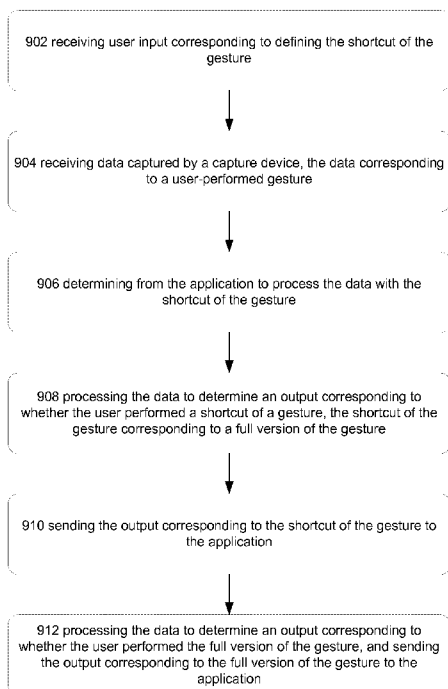 902 receiving user input corresponding to defining the shortcut of the
gesture
904 receiving data captured by a capture device, the data corresponding
to a user-performed gesture
906 determining from the application to process the data with the
shortcut of the gesture
908 processing the data to determine an output corresponding to
whether the user performed a shortcut of a gesture, the shortcut of the
gesture corresponding to a full version of the gesture
910 sending the output corresponding to the shortcut of the gesture to
the application
912 processing the data to determine an output corresponding to
whether the user performed the full version of the gesture, and sending
the output corresponding to the full version of the gesture to the
application